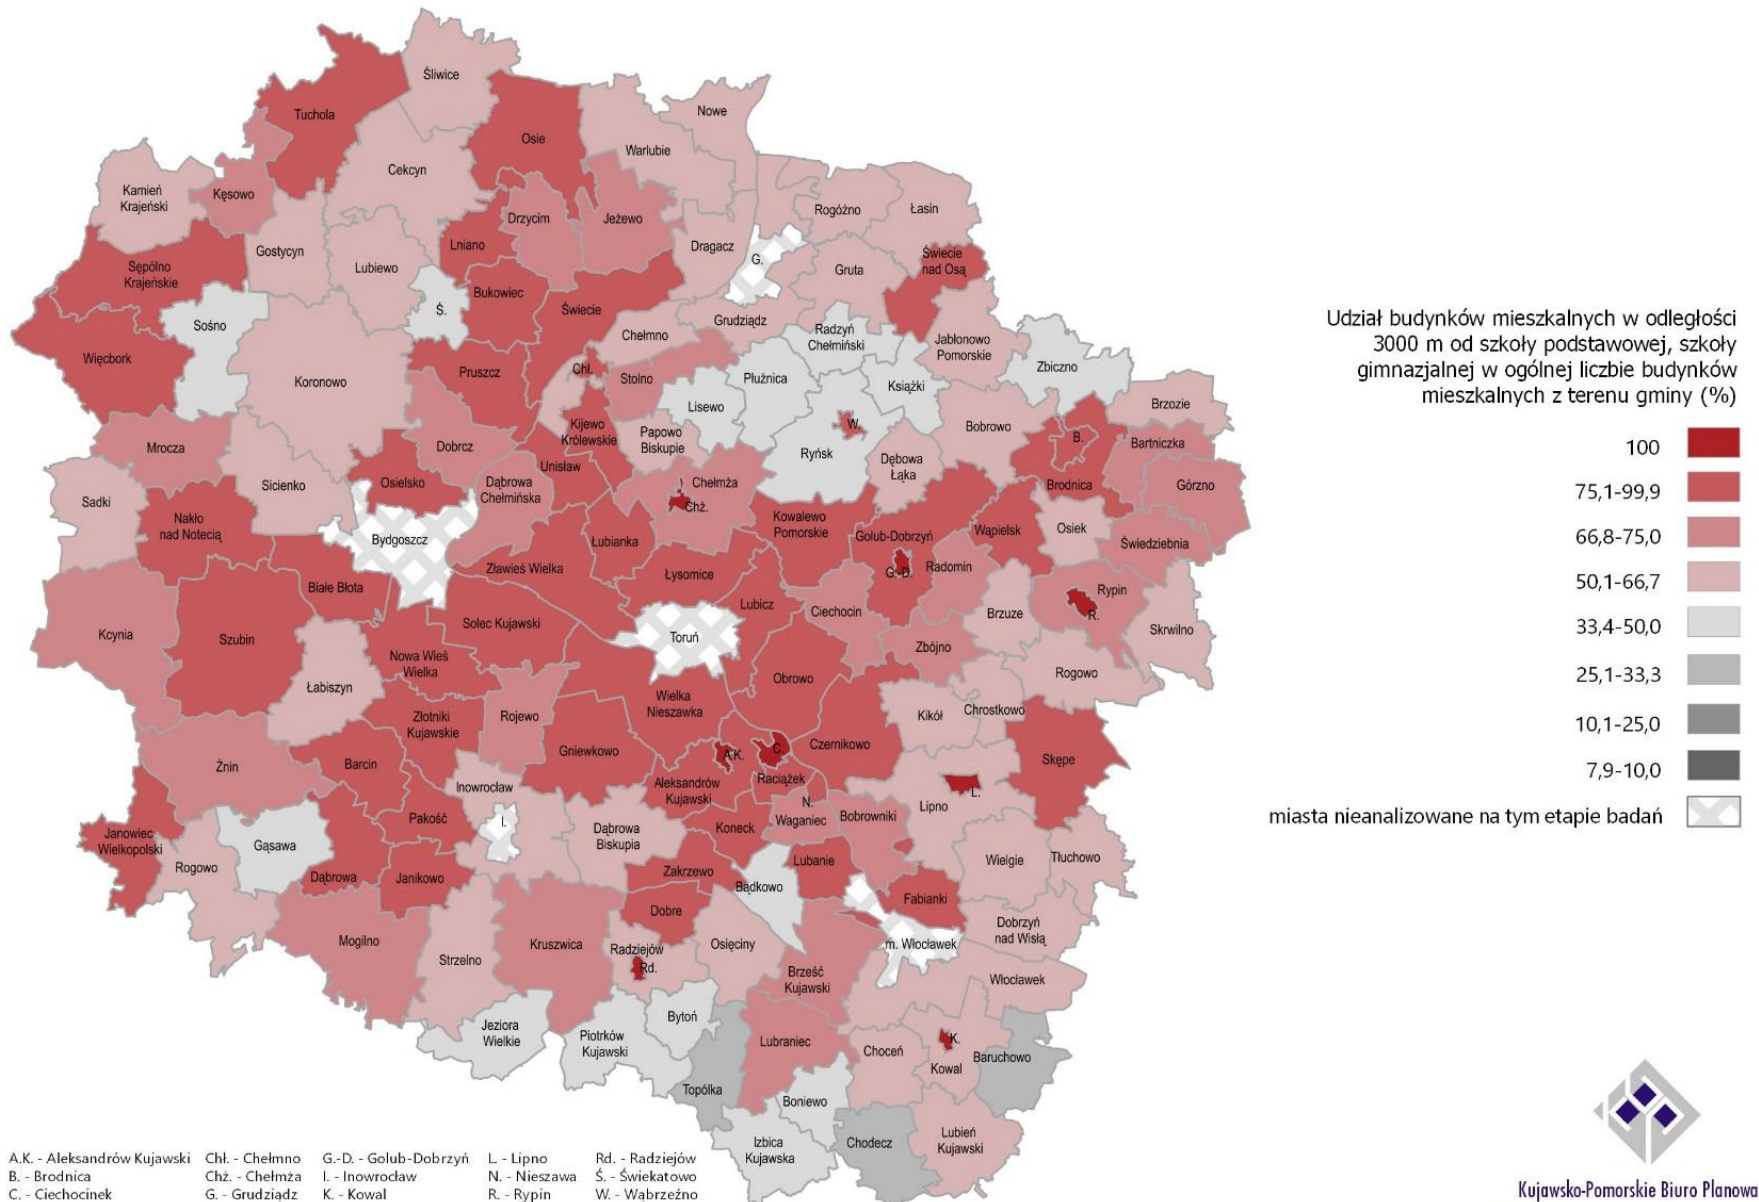 Śliwice
Tuchola
Nowe
Osie
Warlubie
Cekcyn
Kamień
Krajeński
Kęsowo
Rogóżno
Łasin
Drzycim
Jeżewo
Lniano
Dragacz
Gostycyn
Świecie
nad Osą
G.
Lubiewo
Gruta
Sępólno
Krajeńskie
Bukowiec
Świecie
Ś.
Sośno
Grudziądz
Chełmno
Radzyń
Chełmiński
Jabłonowo
Pomorskie
Więcbork
Zbiczno
Chł.
Pruszcz
Stolno
Płużnica
Koronowo
Książki
Lisewo
Brzozie
Kijewo
Królewskie
W.
Bobrowo
B.
Papowo
Biskupie
Bartniczka
Mrocza
Dobrcz
Ryńsk
Dębowa
Łąka
Unisław
Osielsko
Dąbrowa
Chełmińska
Chełmża
Brodnica
Górzno
Sicienko
Sadki
Chż.
Nakło
nad Notecią
Kowalewo
Pomorskie
Wąpielsk
Osiek
Bydgoszcz
Łubianka
Golub-Dobrzyń
Świedziebnia
Zławieś Wielka
Łysomice
G.-D.
Radomin
Białe Błota
Rypin
Lubicz
Ciechocin
Brzuze
R.
Solec Kujawski
Kcynia
Szubin
Toruń
Skrwilno
Zbójno
Nowa Wieś
Wielka
Rogowo
Obrowo
Łabiszyn
Wielka
Nieszawka
Złotniki
Kujawskie
Rojewo
Kikół
Chrostkowo
Gniewkowo
A.K.
C.
Czernikowo
Skępe
Żnin
Barcin
Aleksandrów
Kujawski
Raciążek
Inowrocław
L.
Lipno
N.
Pakość
I.
Waganiec
Bobrowniki
Janowiec
Wielkopolski
Koneck
Dąbrowa
Biskupia
Gąsawa
Rogowo
Lubanie
Wielgie
Tłuchowo
Dąbrowa
Janikowo
Zakrzewo
Bądkowo
Fabianki
Dobre
Dobrzyń
nad Wisłą
Mogilno
Kruszwica
Radziejów
Osięciny
m. Włocławek
Strzelno
Rd.
Brześć
Kujawski
Włocławek
Bytoń
Jeziora
Wielkie
Piotrków
Kujawski
Lubraniec
Choceń
K.
Baruchowo
Kowal
Topólka
Boniewo
Izbica
Kujawska
Chodecz
Lubień
Kujawski
Udział budynków mieszkalnych w odległości
3000 m od szkoły podstawowej, szkoły
gimnazjalnej w ogólnej liczbie budynków
mieszkalnych z terenu gminy (%)
100
75,1-99,9
66,8-75,0
50,1-66,7
33,4-50,0
25,1-33,3
10,1-25,0
7,9-10,0
miasta nieanalizowane na tym etapie badań
A.K. - Aleksandrów Kujawski Chł. - Chełmno G.-D. - Golub-Dobrzyń L. - Lipno Rd. - Radziejów
B. - Brodnica Chż. - Chełmża I. - Inowrocław N. - Nieszawa Ś. - Świekatowo
C. - Ciechocinek G. - Grudziądz K. - Kowal R. - Rypin W. - Wąbrzeźno
Kujawsko-Pomorskie Biuro Planowa